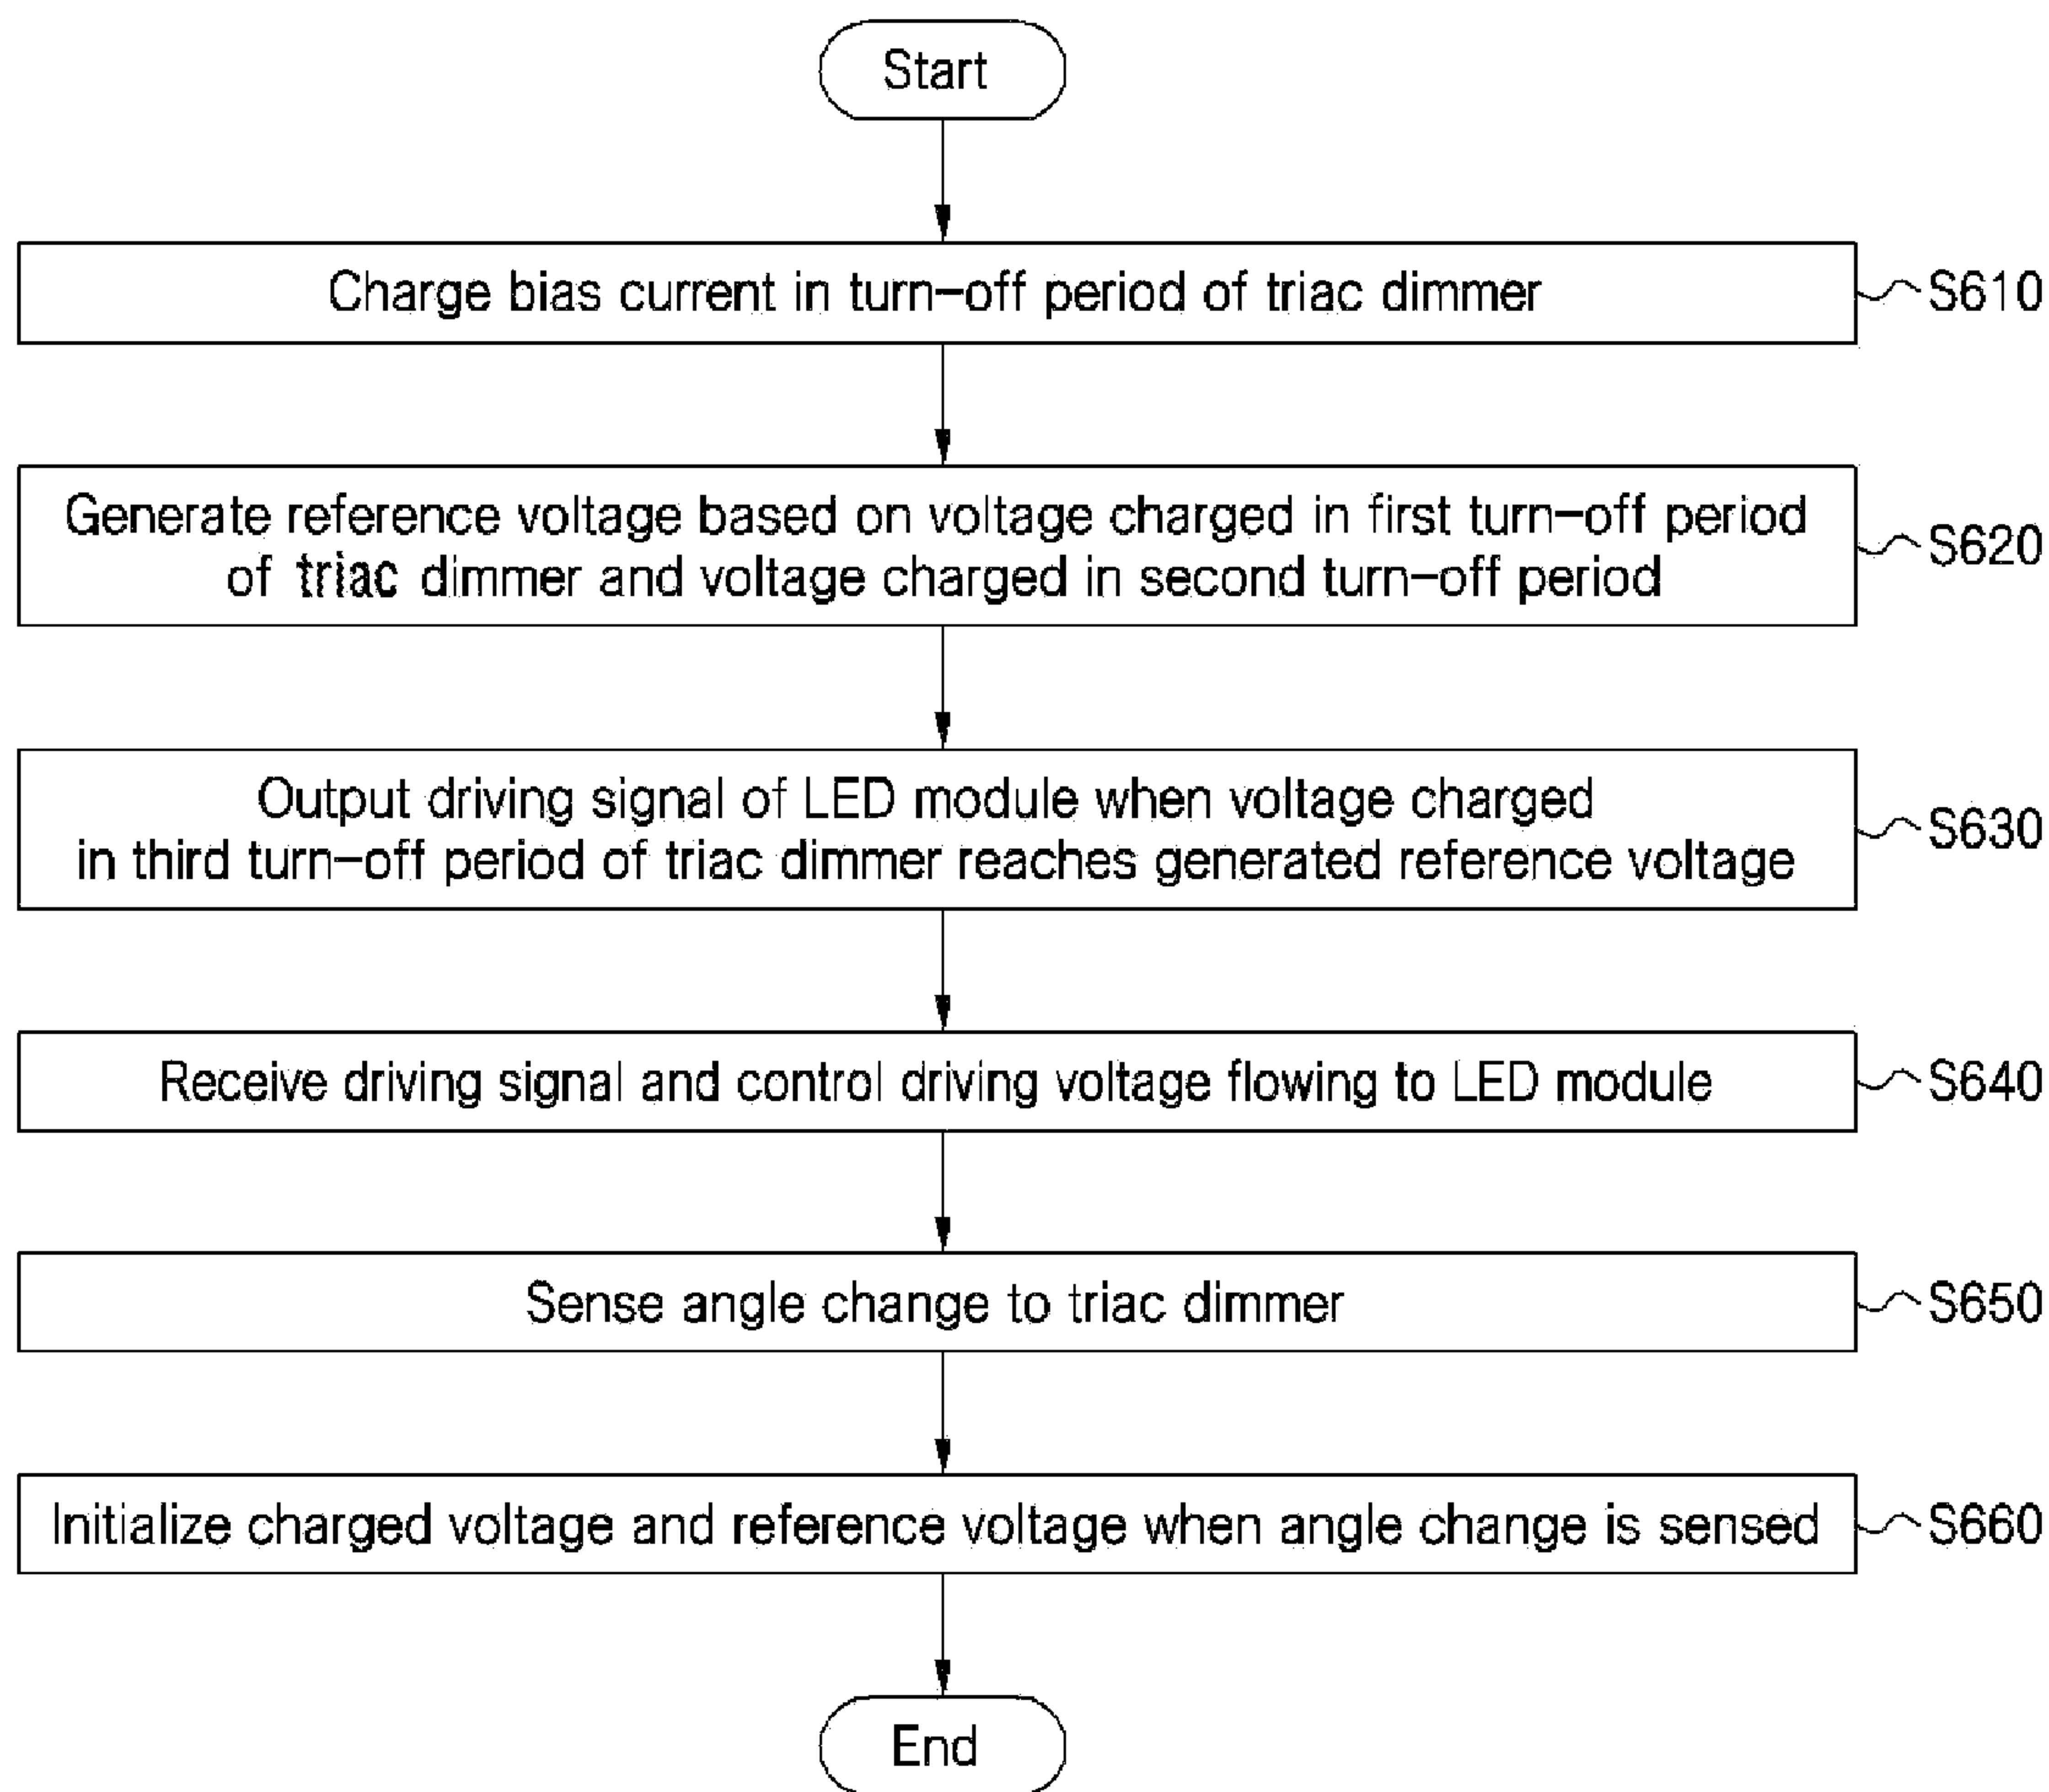 Start
Charge bias current in turn-off period of triac dimmer
S610
Generate reference voltage based on voltage charged in first turn-off period
of triac dimmer and voltage charged in second turn-off period
S620
Output driving signal of LED module when voltage charged
in third turn-off period of triac dimmer reaches generated reference voltage
S630
Receive driving signal and control driving voltage flowing to LED module
S640
Sense angle change to triac dimmer
S650
Initialize charged voltage and reference voltage when angle change is sensed
S660
End